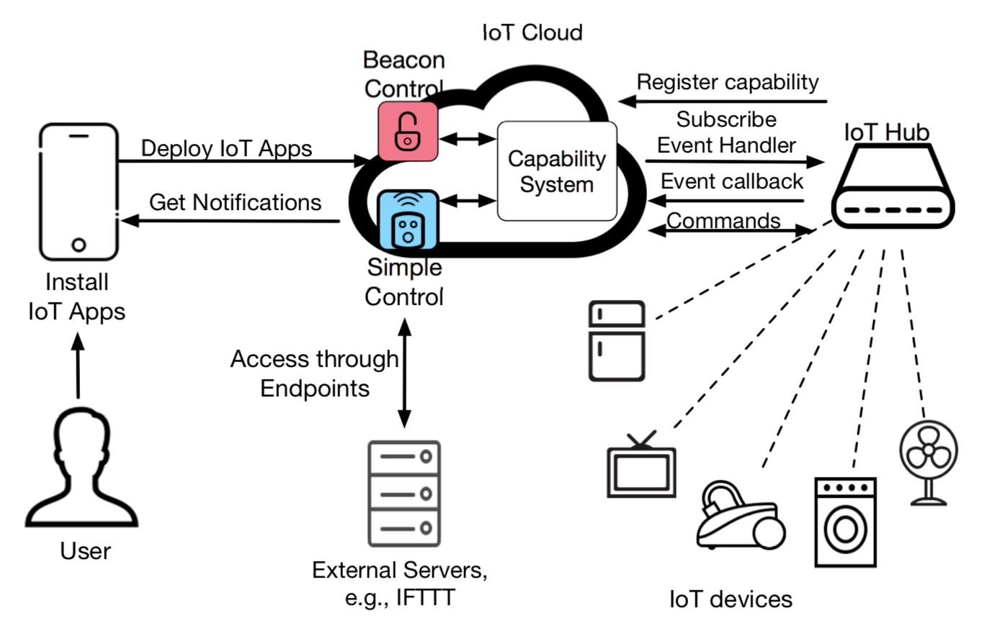 IoT Cloud
Beacon
Control
Register capability
Subscribe
Event Handler
IoT Hub
Deploy IoT Apps
Capability
System
Event callback
Get Notifications
Commands
Install
IoT Apps
Simple
Control
Access through
Endpoints
User
External Servers,
e.g., IFTTT
IoT devices